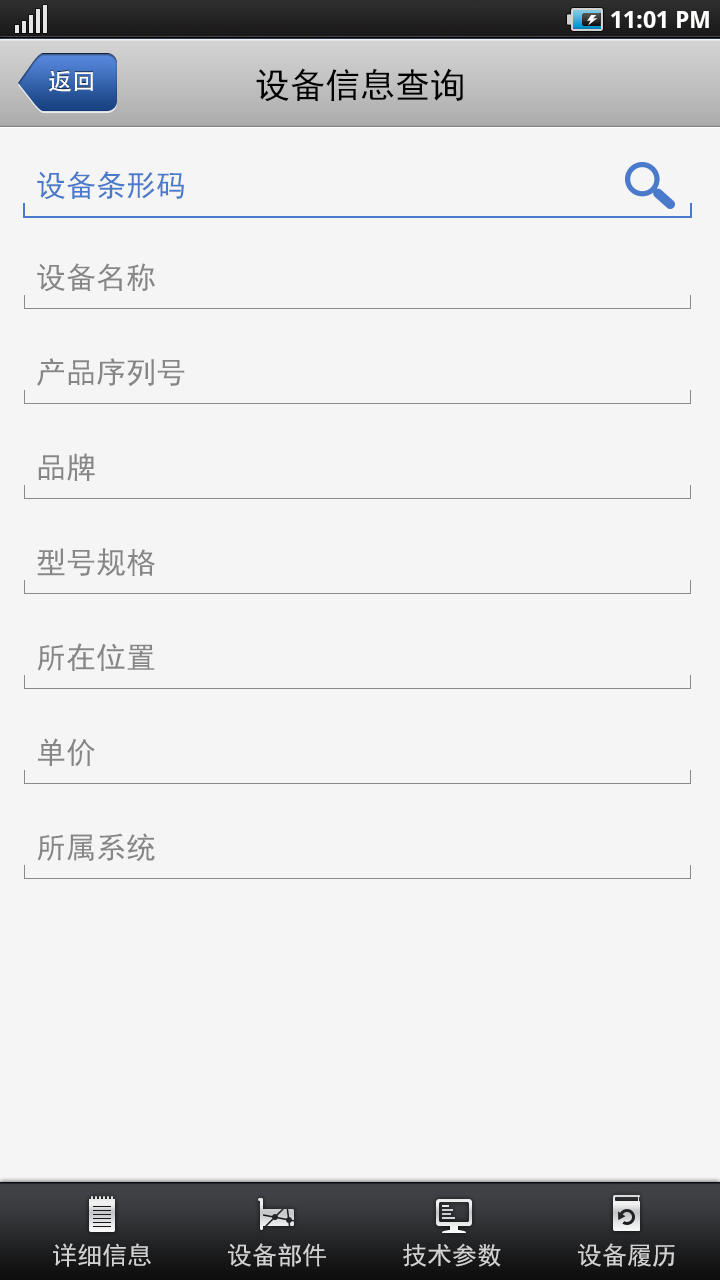 11:01 PM
返回
设备信息查询
设备条形码
设备名称
产品序列号
品牌
型号规格
所在位置
单价
所属系统
详细信息
设备部件
技术参数
设备履历